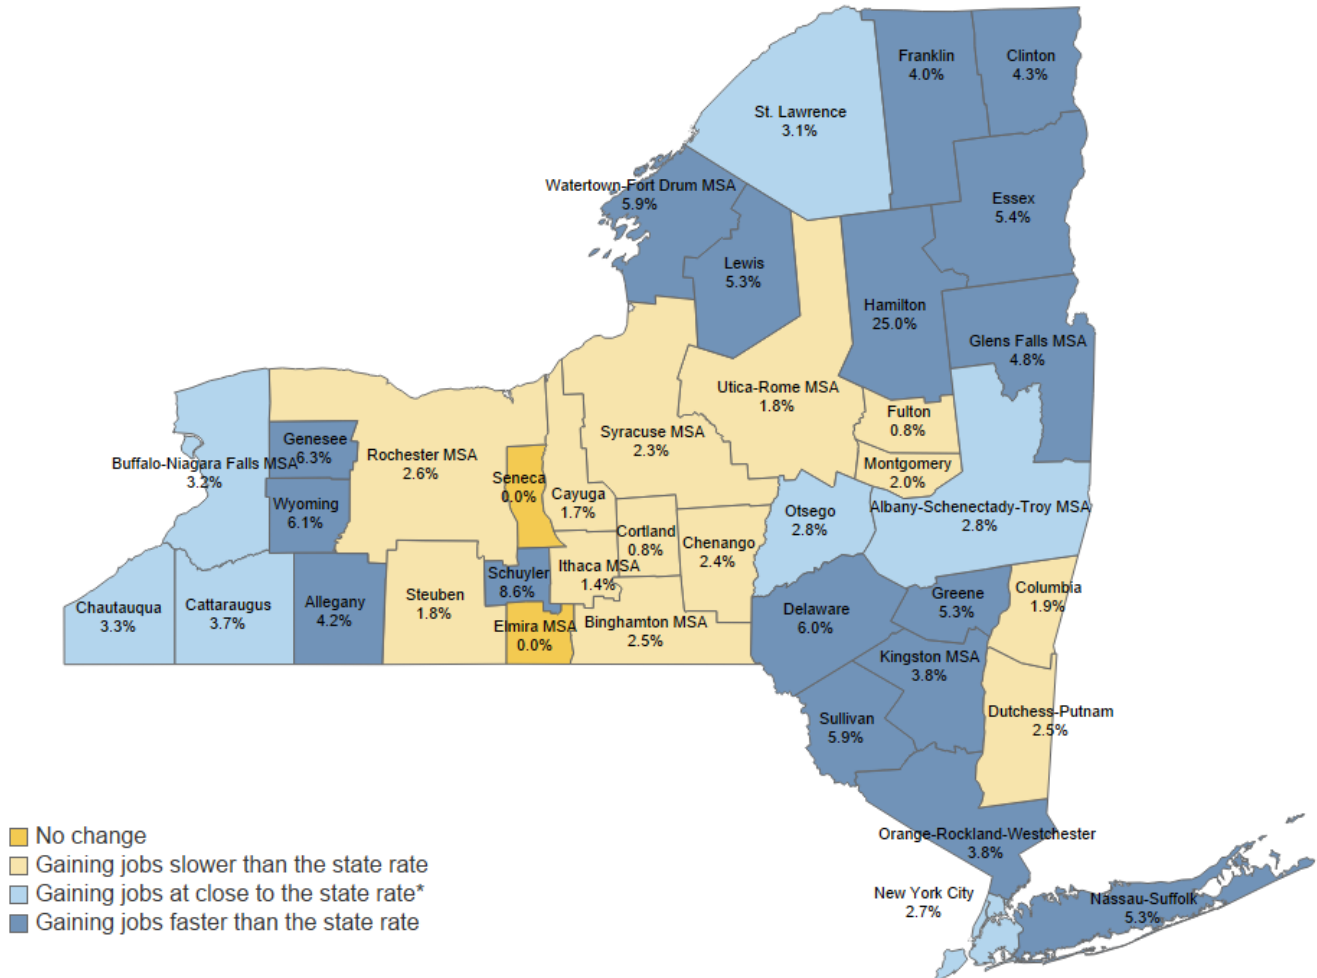 Franklin
4.0%
Clinton
4.3%
St. Lawrence
3.1%
Watertown-Fort Drum MSA
5.9%
Essex
5.4%
Lewis
5.3%
Hamilton
25.0%
Glens Falls MSA
4.8%
Utica-Rome MSA
1.8%
Fulton
0.8%
Genesee
6.3%
Syracuse MSA
2.3%
Rochester MSA
2.6%
Buffalo-Niagara Falls MSA
3.2%
Montgomery
2.0%
Seneca
0.0%
Cayuga
1.7%
Wyoming
6.1%
Otsego
2.8%
Albany-Schenectady-Troy MSA
2.8%
Cortland
0.8%
Chenango
2.4%
Ithaca MSA
1.4%
Schuyler
8.6%
Chautauqua
3.3%
Cattaraugus
3.7%
Allegany
4.2%
Steuben
1.8%
Elmira MSA
0.0%
Binghamton MSA
2.5%
Delaware
6.0%
Greene
5.3%
Columbia
1.9%
Kingston MSA
3.8%
Sullivan
5.9%
Dutchess-Putnam
2.5%
Orange-Rockland-Westchester
3.8%
New York City
2.7%
Nassau-Suffolk
5.3%
No change
Gaining jobs slower than the state rate
Gaining jobs at close to the state rate*
Gaining jobs faster than the state rate